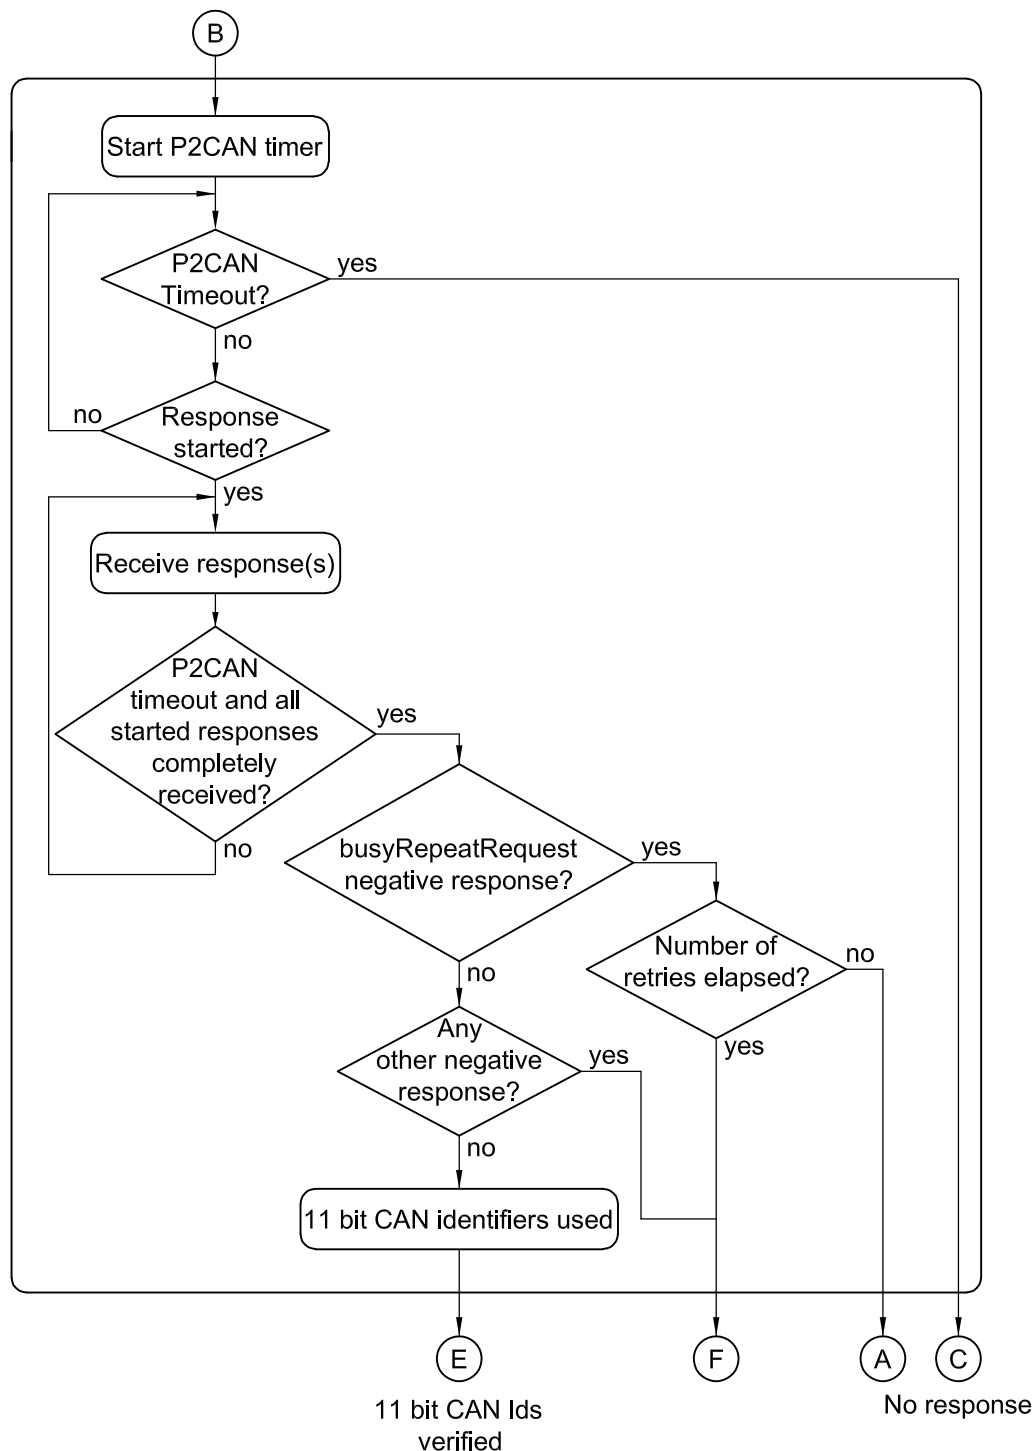 B
Start P2CAN timer
P2CAN
Timeout?
yes
no
Response
started?
no
yes
Receive response(s)
P2CAN
timeout and all
started responses
completely
received?
yes
no
busyRepeatRequest
negative response?
yes
no
Number of
retries elapsed?
no
yes
Any
other negative
response?
yes
no
11 bit CAN identifiers used
E
F
A
C
11 bit CAN Ids
verified
No response